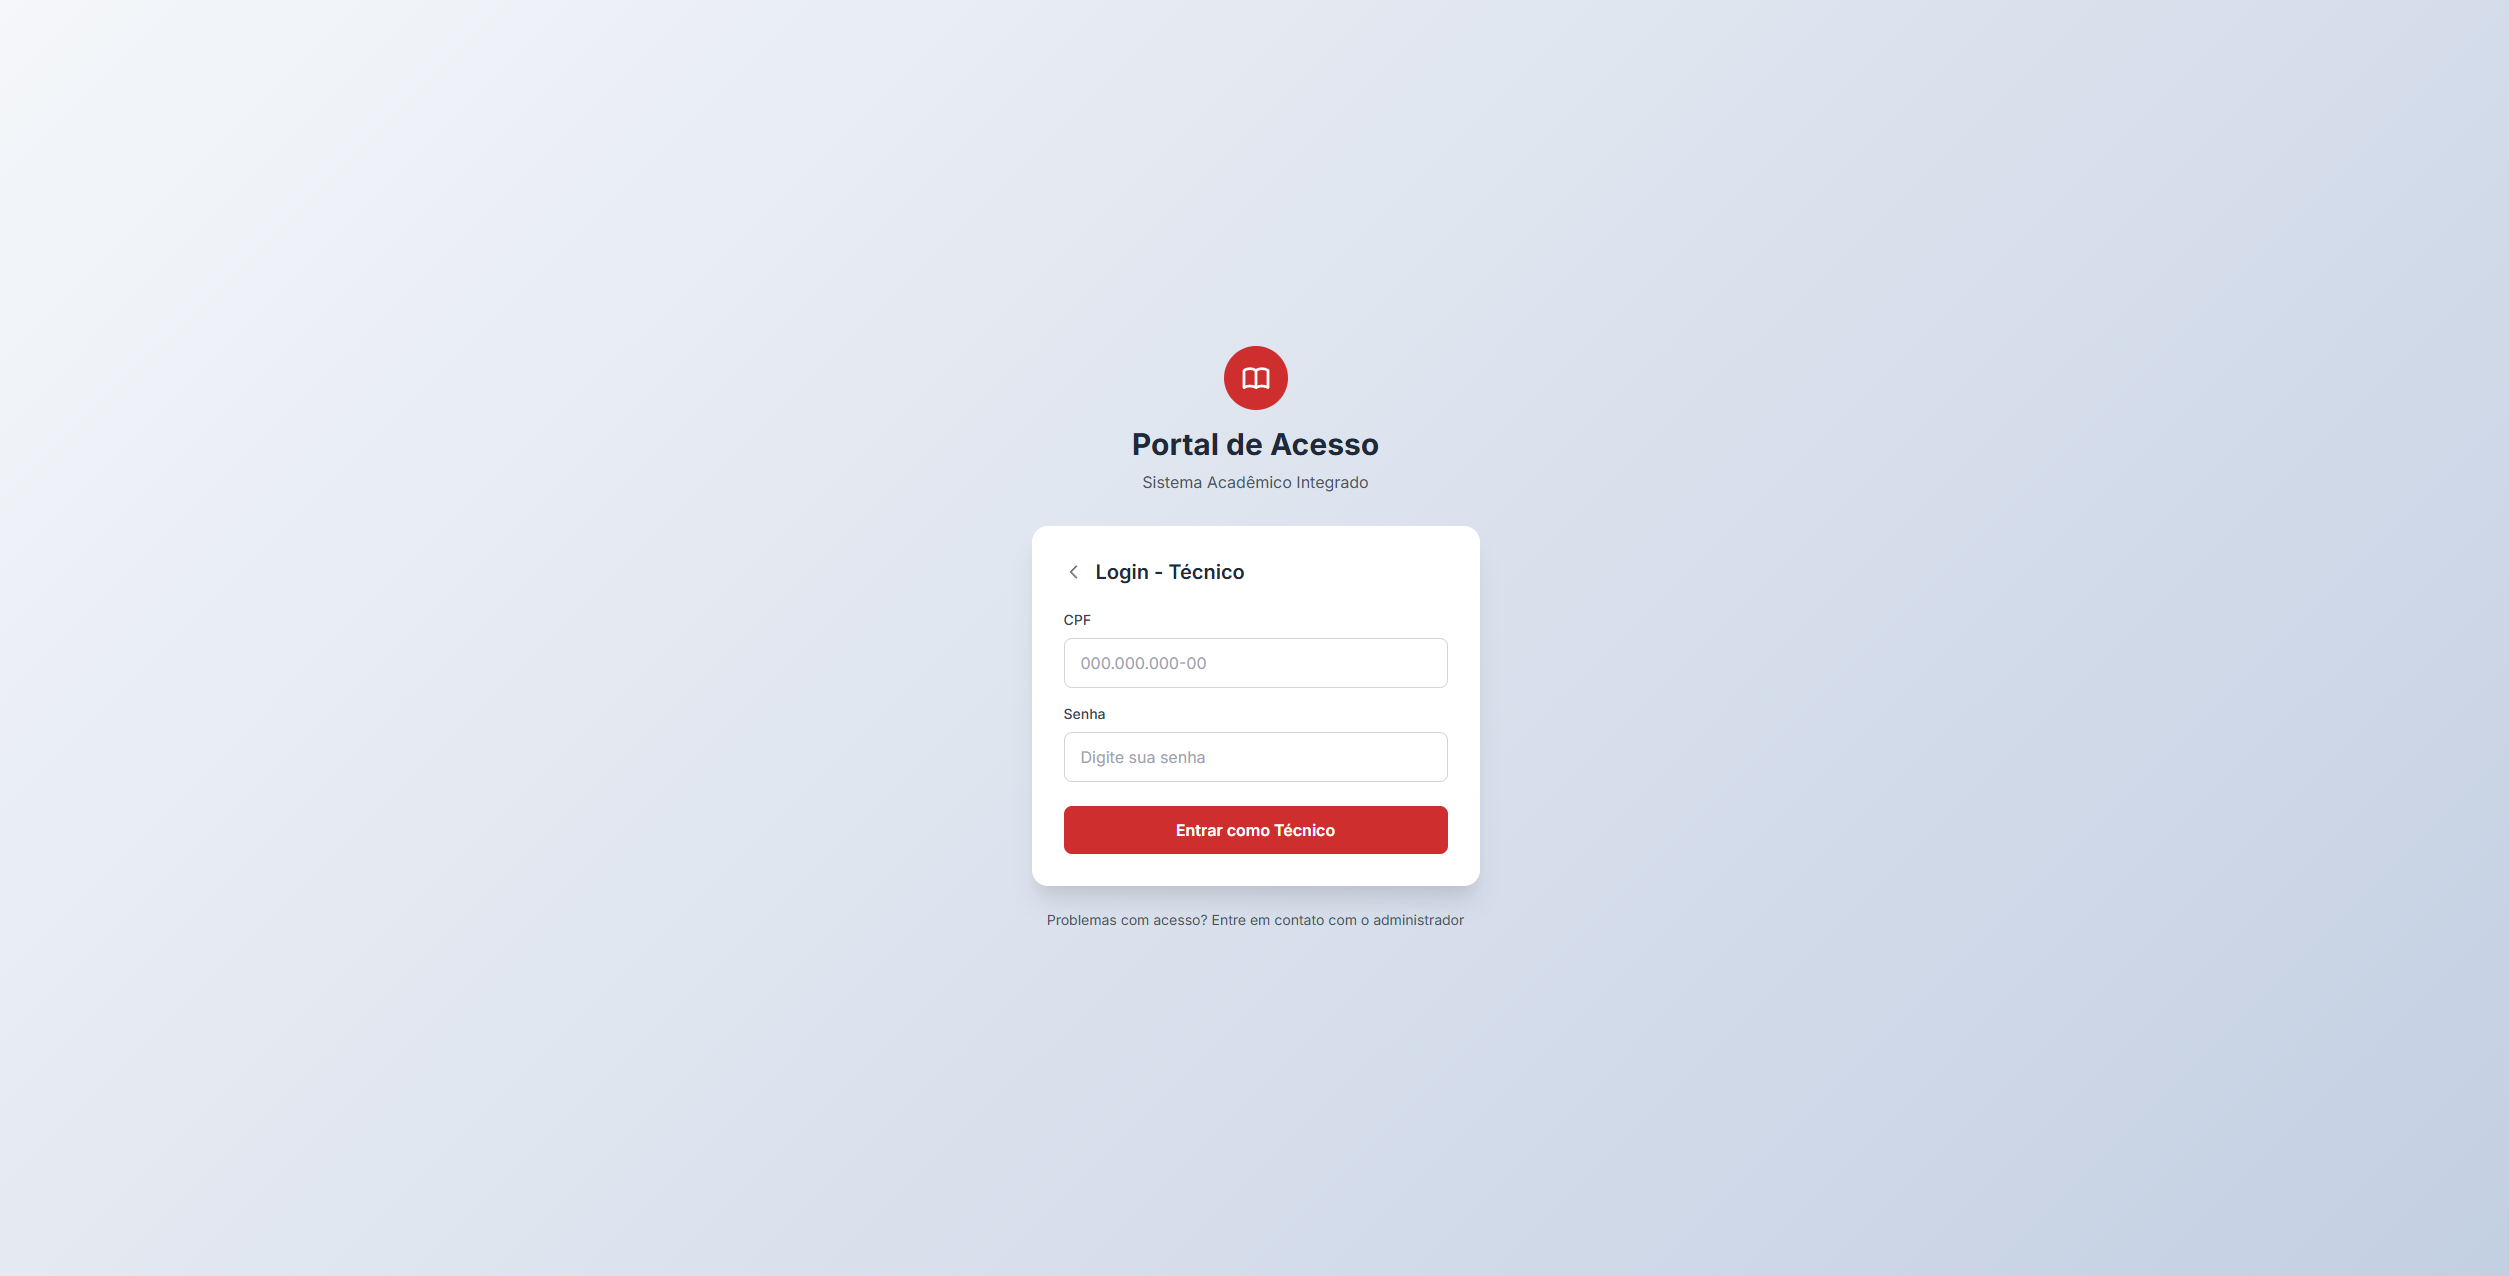 Portal de Acesso
Sistema Acadêmico Integrado
Login - Técnico
CPF
000.000.000-00
Senha
Digite sua senha
Entrar como Técnico
Problemas com acesso? Entre em contato com o administrador